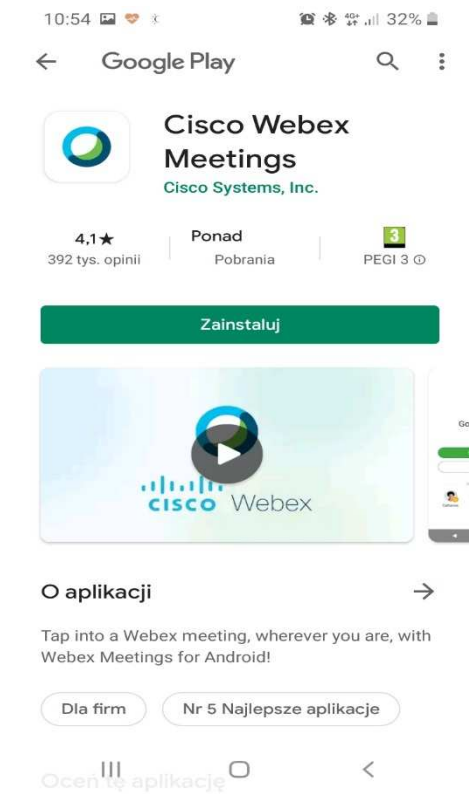 10:54 4G+ 32%
Google Play
Cisco Webex
Meetings
Cisco Systems, Inc.
4,1★
392 tys. opinii
Ponad
Pobrania
3
PEGI 3
Zainstaluj
CISCO Webex
Go
O aplikacji
Tap into a Webex meeting, wherever you are, with
Webex Meetings for Android!
Dla firm
Nr 5 Najlepsze aplikacje
Oceń tę aplikację